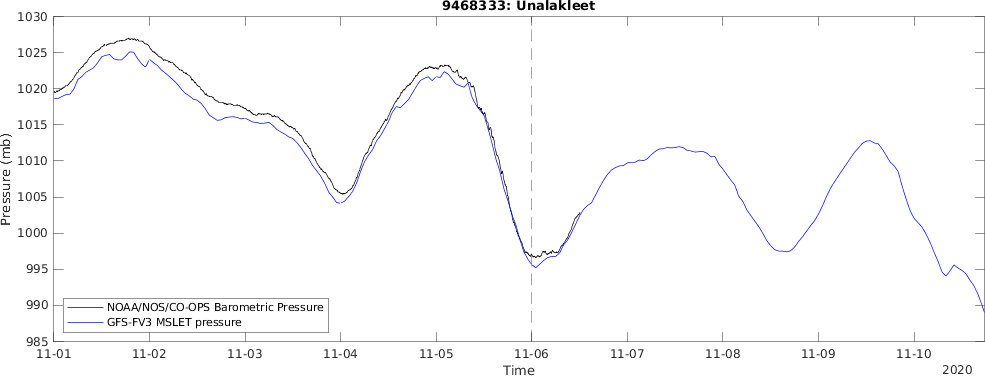 9468333: Unalakleet
1030
1025
1020
1015
1010
1005
1000
995
990
985
Pressure (mb)
NOAA/NOS/CO-OPS Barometric Pressure
GFS-FV3 MSLET pressure
11-01 11-02 11-03 11-04 11-05 11-06 11-07 11-08 11-09 11-10
Time
2020